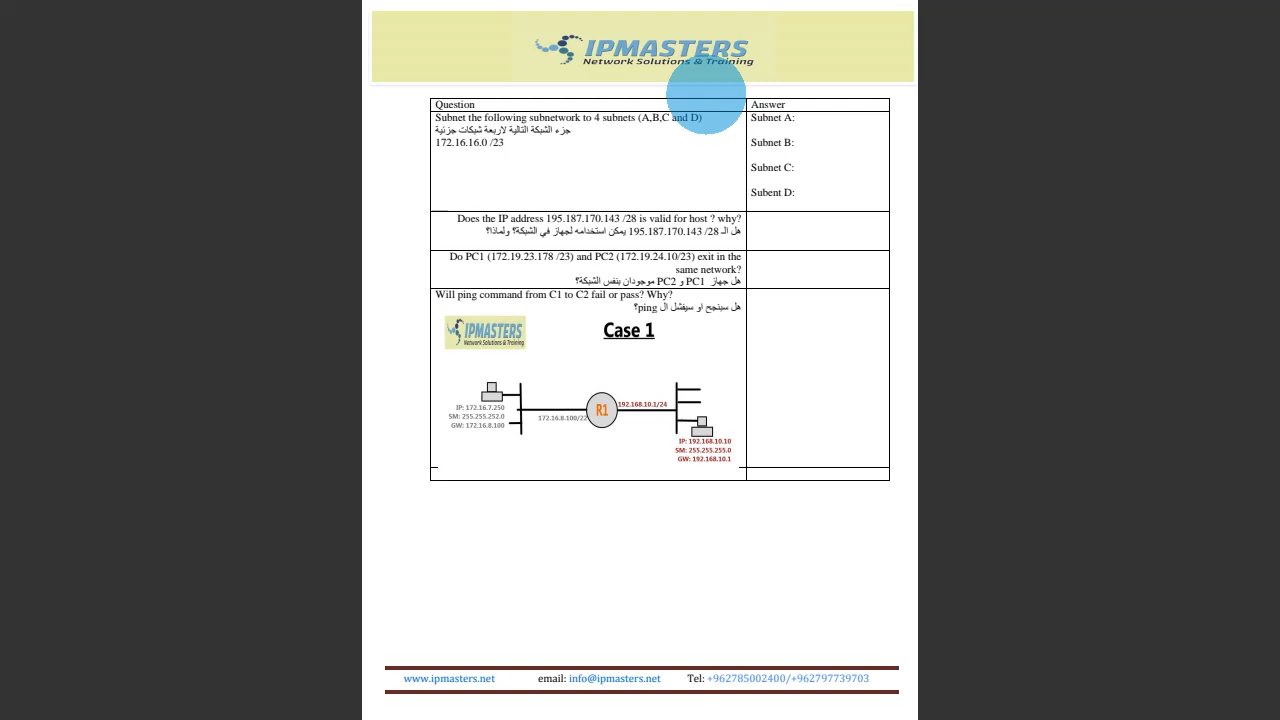 IPMASTERS
Network Solutions & Training
Question
Answer
Subnet the following subnetwork to 4 subnets (A,B,C and D)
جزء الشبكة التالية لاربعة شبكات جزئية
172.16.16.0 /23
Subnet A:
Subnet B:
Subnet C:
Subent D:
Does the IP address 195.187.170.143 /28 is valid for host ? why?
هل الـ 195.187.170.143 /28 يمكن استخدامه لجهاز في الشبكة؟ ولماذا؟
Do PC1 (172.19.23.178 /23) and PC2 (172.19.24.10/23) exit in the
same network?
هل جهاز PC1 و PC2 موجودان بنفس الشبكة؟
Will ping command from C1 to C2 fail or pass? Why?
هل سينجح او سيفشل ال ping؟
IPMASTERS
Network Solutions & Training
Case 1
IP: 172.16.7.250
SM: 255.255.252.0
GW: 172.16.8.100
172.16.8.100/22
R1
192.168.10.1/24
IP: 192.168.10.10
SM: 255.255.255.0
GW: 192.168.10.1
www.ipmasters.net email: info@ipmasters.net Tel: +962785002400/+962797739703